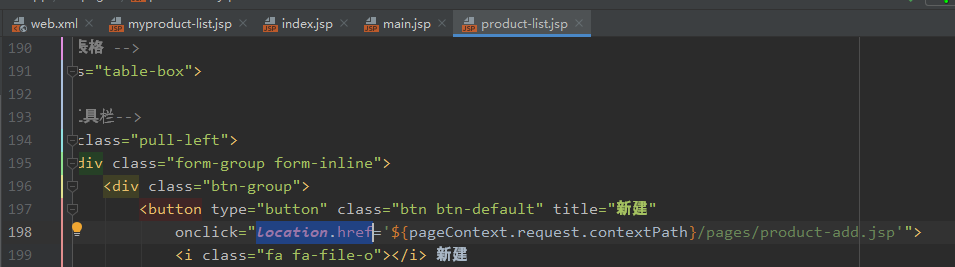 web.xml myproduct-list.jsp index.jsp main.jsp product-list.jsp
190 表格 -->
191 s="table-box">
192
193 工具栏-->
194 class="pull-left">
195 div class="form-group form-inline">
196 <div class="btn-group">
197 <button type="button" class="btn btn-default" title="新建"
198 onclick="location.href='${pageContext.request.contextPath}/pages/product-add.jsp'">
199 <i class="fa fa-file-o"></i> 新建